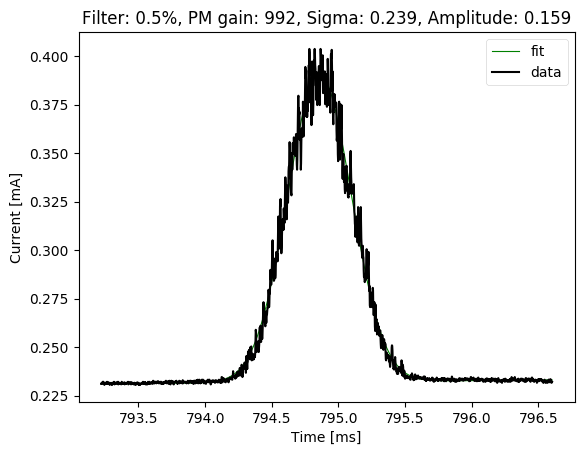 Filter: 0.5%, PM gain: 992, Sigma: 0.239, Amplitude: 0.159
fit
data
0.400
0.375
0.350
0.325
0.300
0.275
0.250
0.225
Current [mA]
793.5 794.0 794.5 795.0 795.5 796.0 796.5
Time [ms]